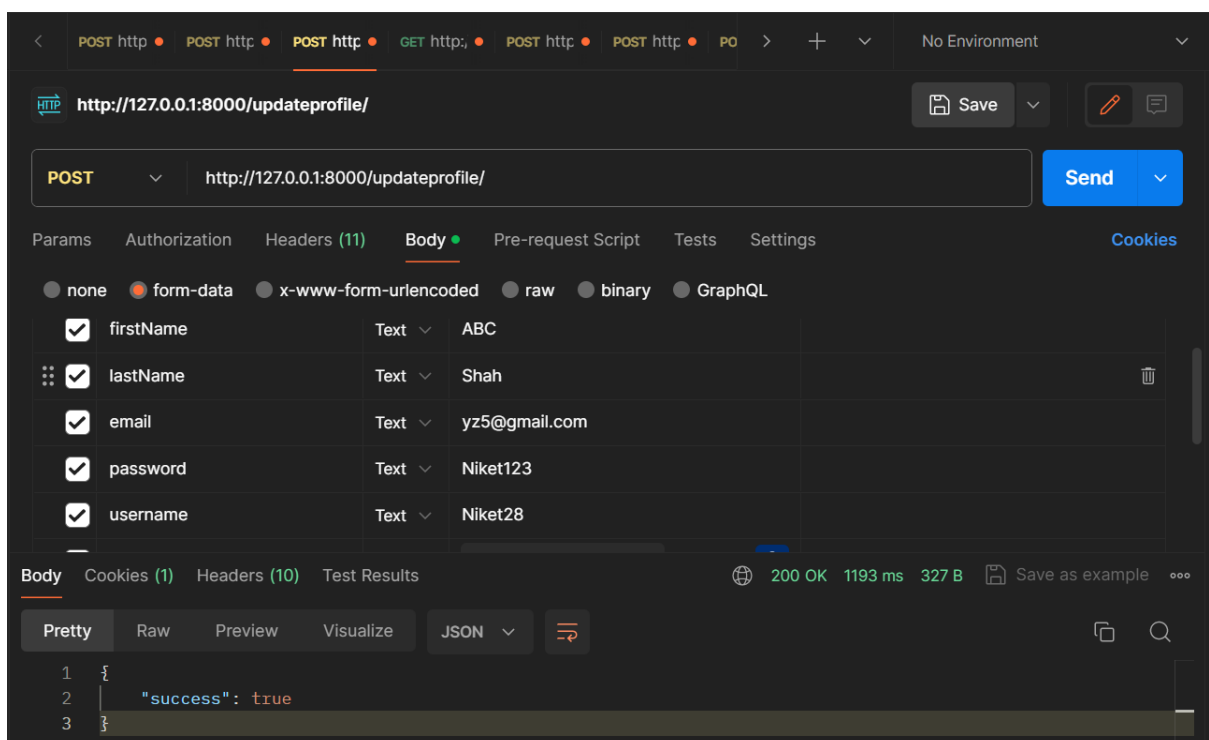 POST http POST http POST http GET http:/ POST http POST http PO No Environment
HTTP http://127.0.0.1:8000/updateprofile/ Save
POST http://127.0.0.1:8000/updateprofile/ Send
Params Authorization Headers (11) Body Pre-request Script Tests Settings Cookies
none form-data x-www-form-urlencoded raw binary GraphQL
firstName Text ABC
lastName Text Shah
email Text yz5@gmail.com
password Text Niket123
username Text Niket28
Body Cookies (1) Headers (10) Test Results 200 OK 1193 ms 327 B Save as example
Pretty Raw Preview Visualize JSON
1 {
2 "success": true
3 }